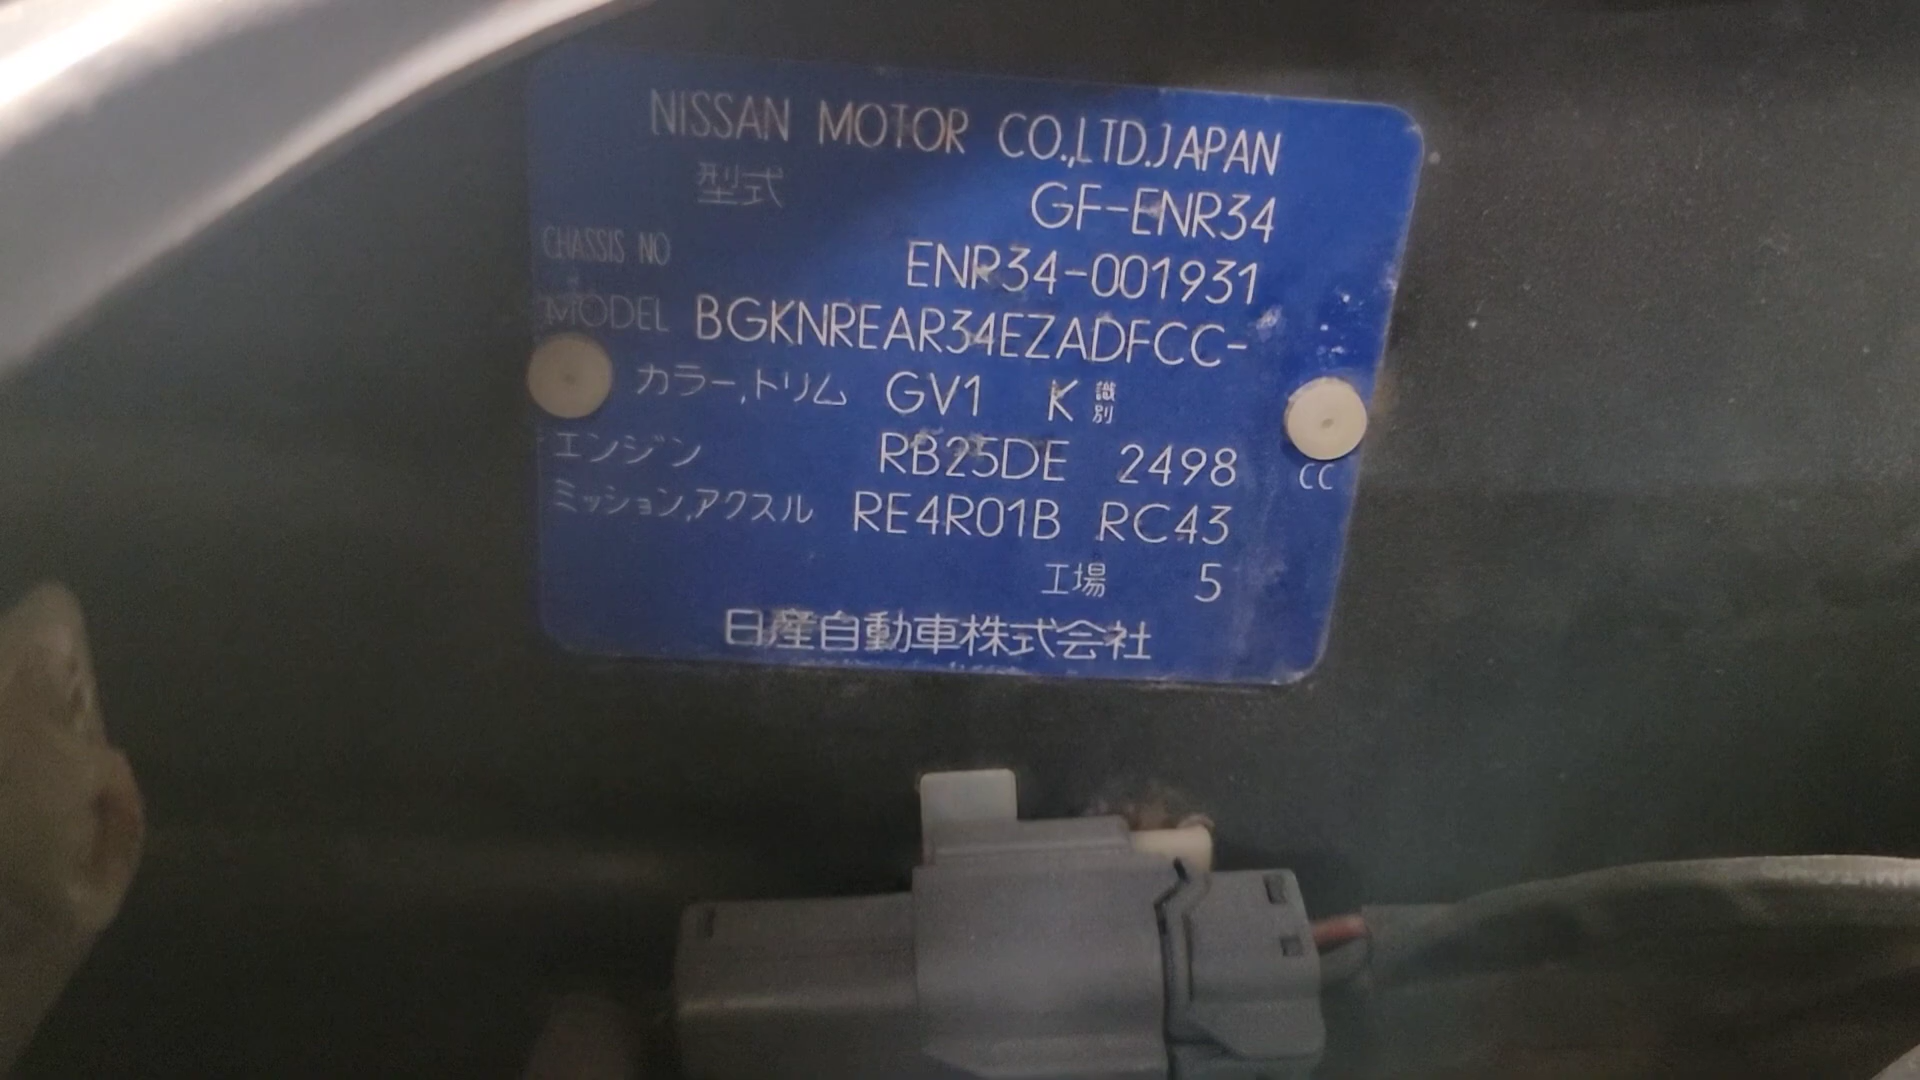 NISSAN MOTOR CO.,LTD.JAPAN
型式 GF-ENR34
CHASSIS NO ENR34-001931
MODEL BGKNREAR34EZADFCC-
カラー,トリム GV1 K 識別
エンジン RB25DE 2498 CC
ミッション,アクスル RE4R01B RC43
工場 5
日産自動車株式会社